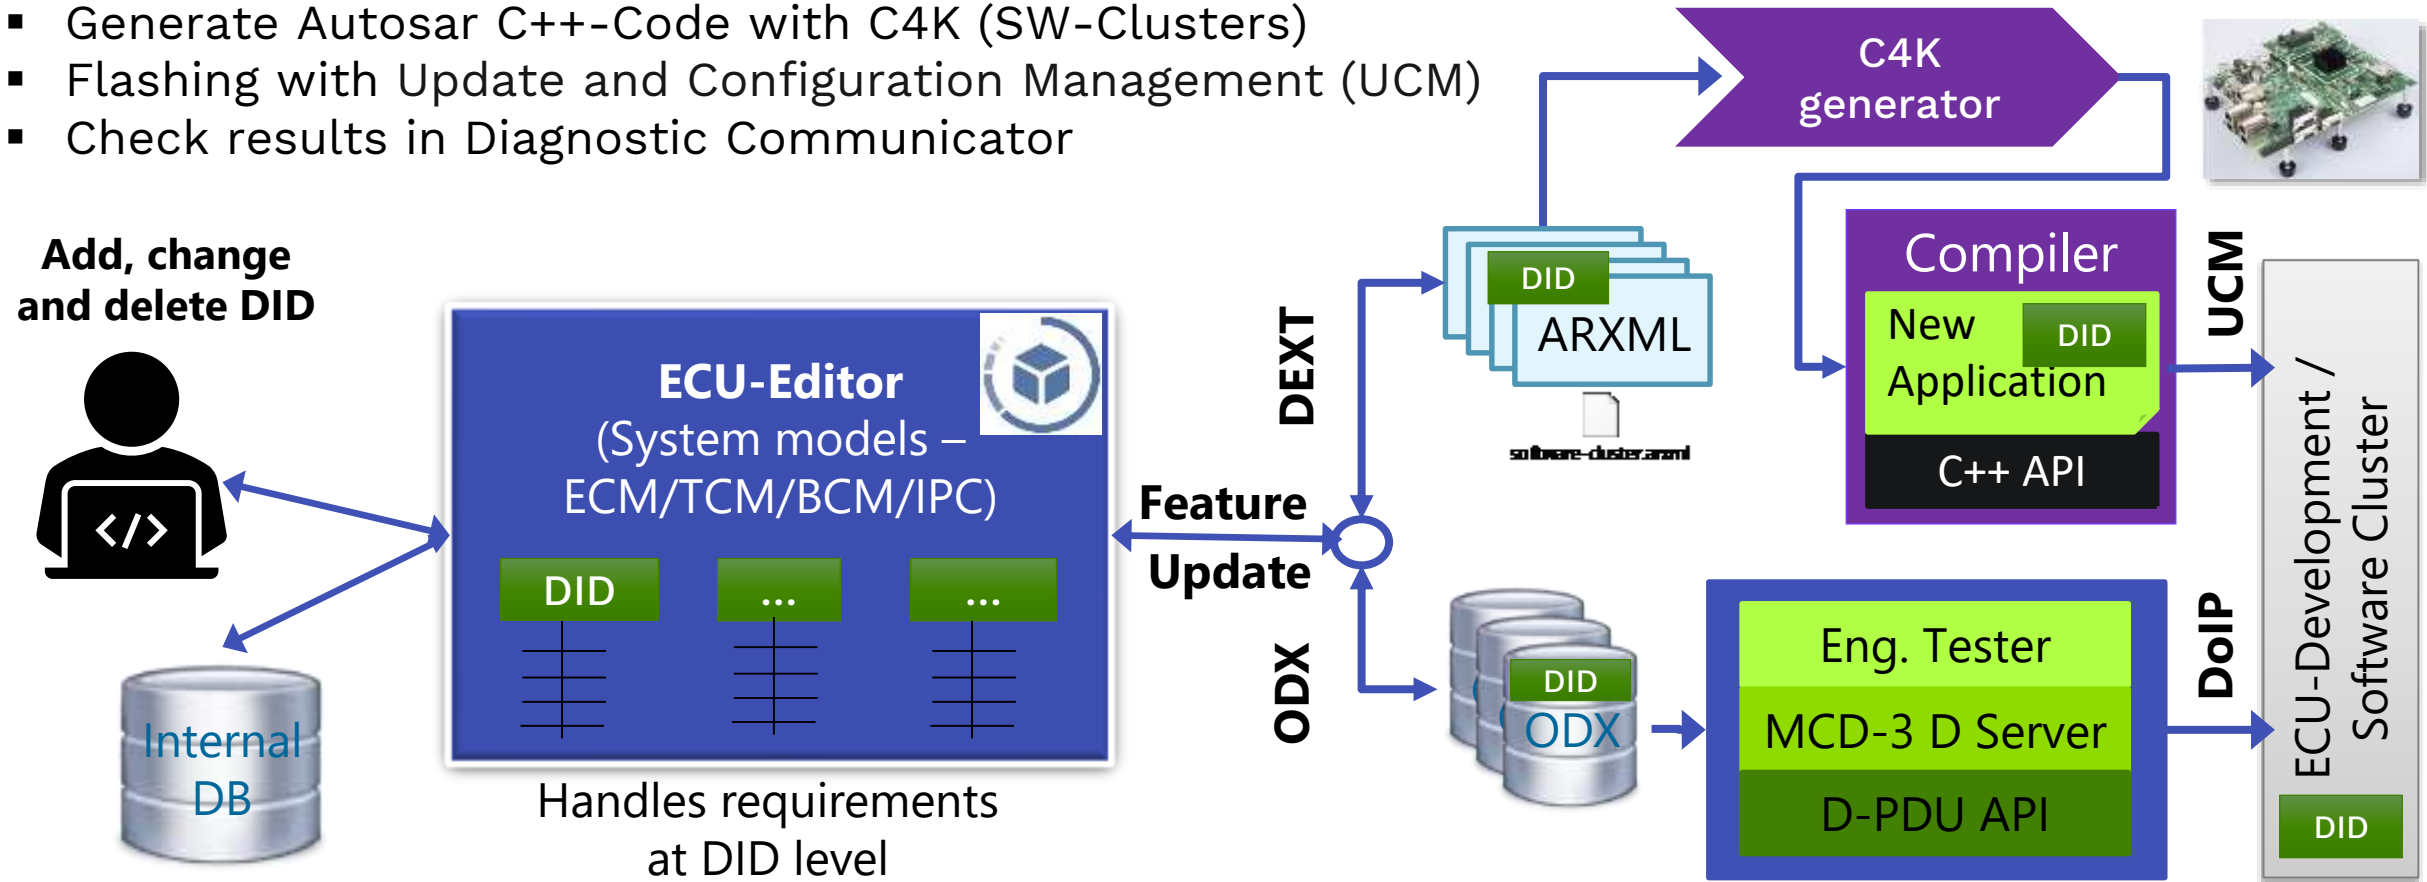 ▪ Generate Autosar C++-Code with C4K (SW-Clusters)
▪ Flashing with Update and Configuration Management (UCM)
▪ Check results in Diagnostic Communicator
C4K
generator
Add, change
and delete DID
</>
Internal
DB
ECU-Editor
(System models –
ECM/TCM/BCM/IPC)
DID
...
...
Handles requirements
at DID level
Feature
Update
DEXT
ODX
DID
ARXML
software-cluster.arxml
DID
ODX
Compiler
New
Application
DID
C++ API
UCM
Eng. Tester
MCD-3 D Server
D-PDU API
DoIP
ECU-Development /
Software Cluster
DID